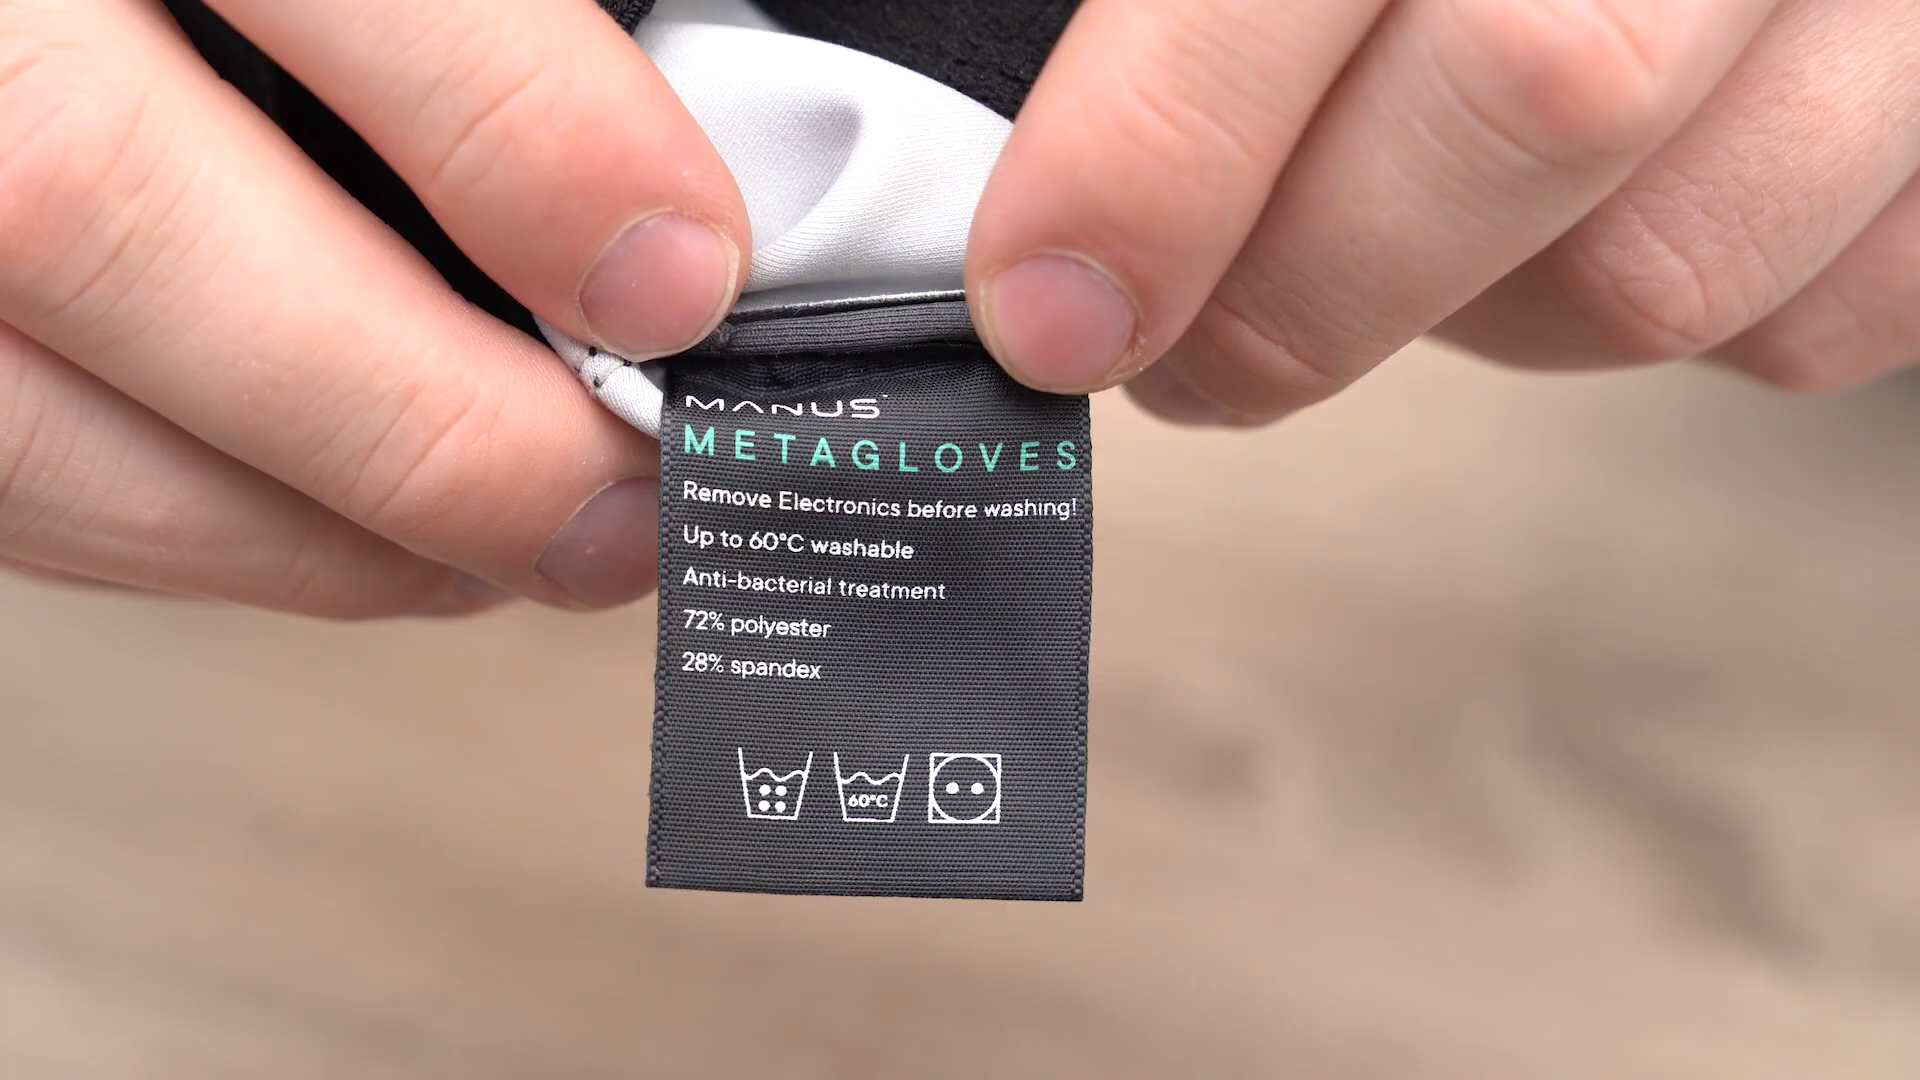 MANUS
METAGLOVES
Remove Electronics before washing!
Up to 60°C washable
Anti-bacterial treatment
72% polyester
28% spandex
60°C